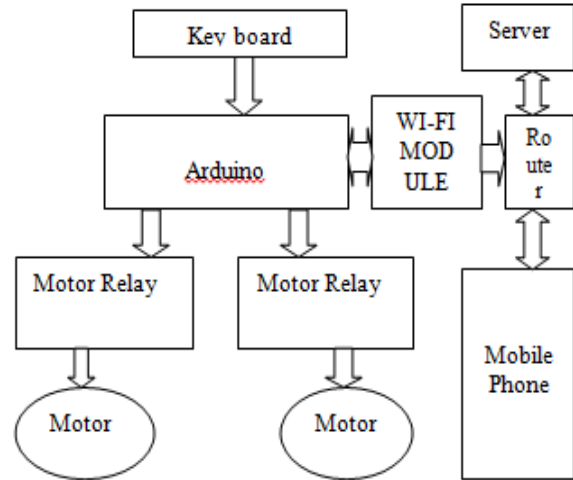 Key board
Server
Arduino
WI-FI
MOD
ULE
Ro
ute
r
Motor Relay
Motor Relay
Mobile
Phone
Motor
Motor